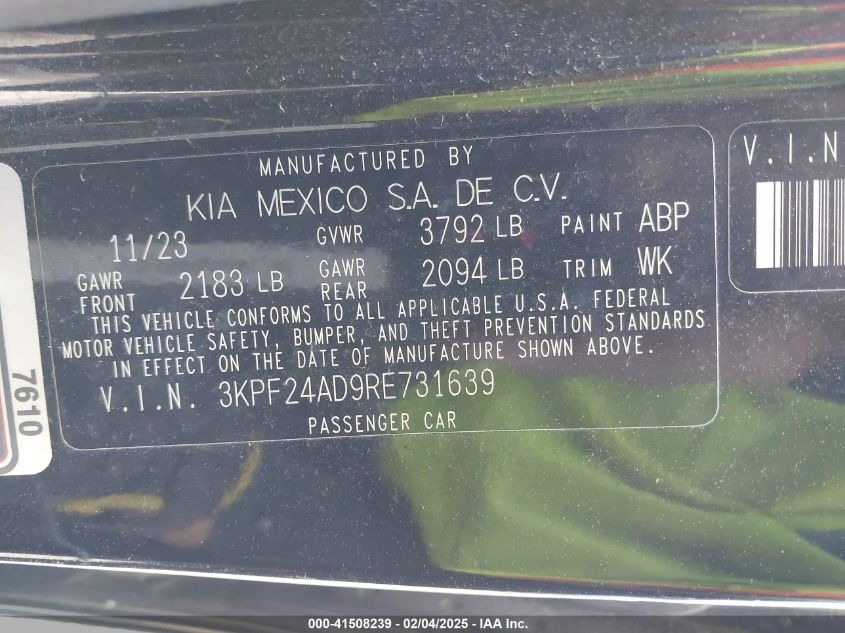 MANUFACTURED BY
KIA MEXICO S.A. DE C.V.
11/23 GVWR 3792 LB PAINT ABP
GAWR FRONT 2183 LB GAWR REAR 2094 LB TRIM WK
THIS VEHICLE CONFORMS TO ALL APPLICABLE U.S.A. FEDERAL
MOTOR VEHICLE SAFETY, BUMPER, AND THEFT PREVENTION STANDARDS
IN EFFECT ON THE DATE OF MANUFACTURE SHOWN ABOVE.
V.I.N. 3KPF24AD9RE731639
PASSENGER CAR
V.I.N
7610
000-41508239 - 02/04/2025 - IAA Inc.